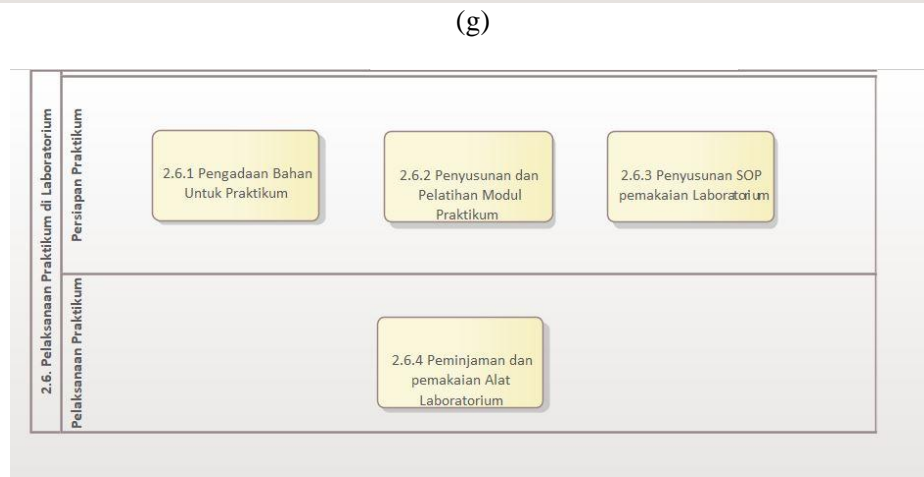 (g)
2.6. Pelaksanaan Praktikum di Laboratorium
Persiapan Praktikum
2.6.1 Pengadaan Bahan
Untuk Praktikum
2.6.2 Penyusunan dan
Pelatihan Modul
Praktikum
2.6.3 Penyusunan SOP
pemakaian Laboratorium
Pelaksanaan Praktikum
2.6.4 Peminjaman dan
pemakaian Alat
Laboratorium